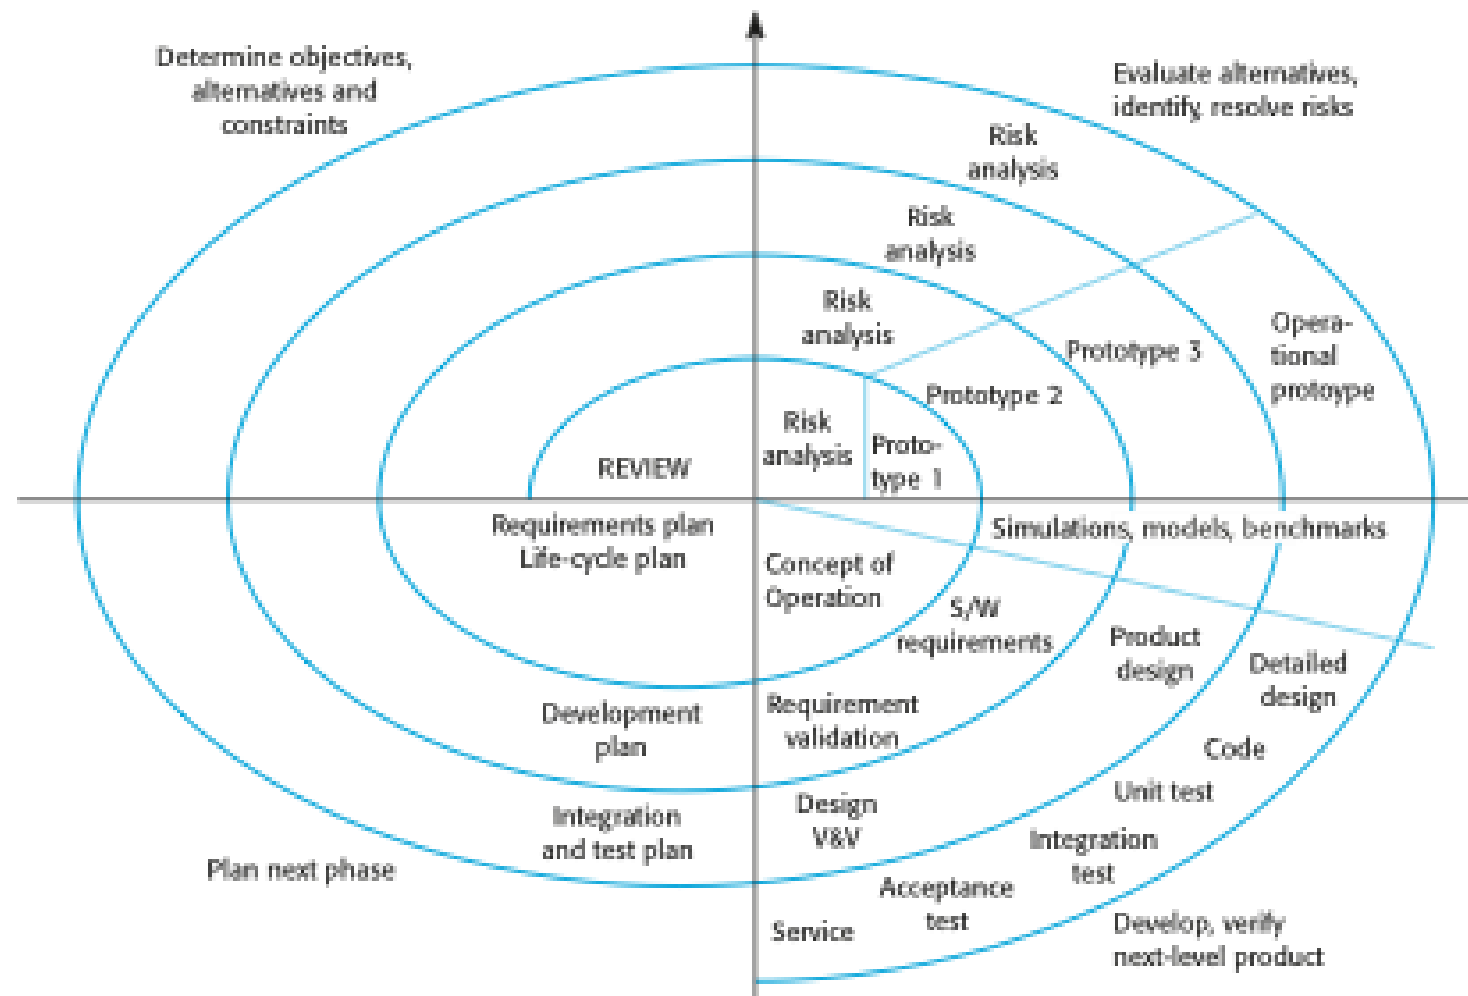 Determine objectives,
alternatives and
constraints
Evaluate alternatives,
identify, resolve risks
Risk
analysis
Risk
analysis
Risk
analysis
Risk
analysis
Opera-
tional
protoype
Prototype 3
Prototype 2
Proto-
type 1
REVIEW
Requirements plan
Life-cycle plan
Simulations, models, benchmarks
Concept of
Operation
S/W
requirements
Product
design
Detailed
design
Development
plan
Requirement
validation
Code
Unit test
Integration
and test plan
Design
V&V
Integration
test
Plan next phase
Acceptance
test
Service
Develop, verify
next-level product